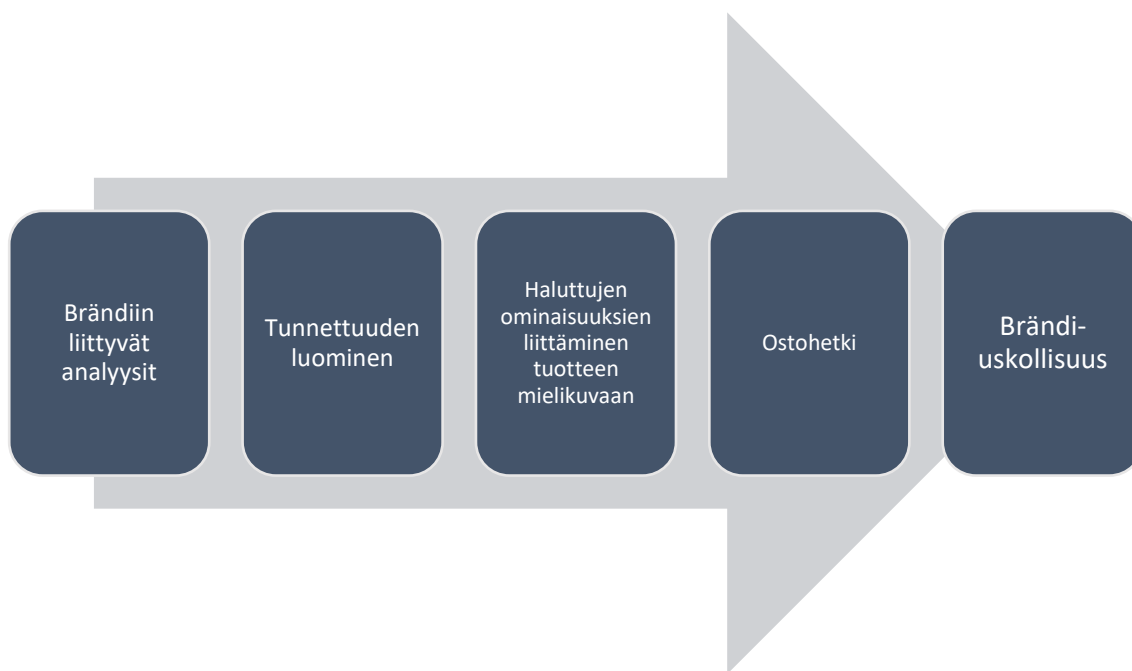 Brändiin
liittyvät
analyysit
Tunnettuuden
luominen
Haluttujen
ominaisuuksien
liittäminen
tuotteen
mielikuvaan
Ostohetki
Brändi-
uskollisuus